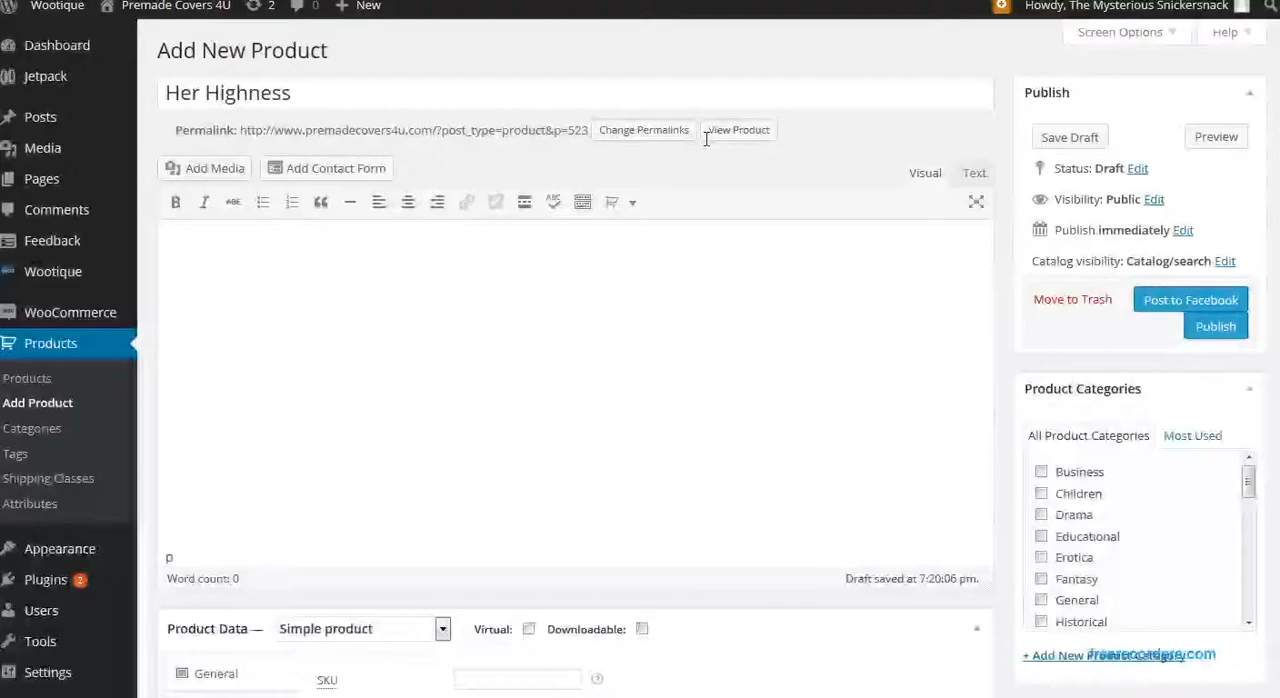 Wootique Premade Covers 4U 2 0 New Howdy, The Mysterious Snickersnack
Screen Options Help
Dashboard
Jetpack
Posts
Media
Pages
Comments
Feedback
Wootique
WooCommerce
Products
Products
Add Product
Categories
Tags
Shipping Classes
Attributes
Appearance
Plugins 2
Users
Tools
Settings
Add New Product
Her Highness
Permalink: http://www.premadecovers4u.com/?post_type=product&p=523 Change Permalinks View Product
Add Media Add Contact Form Visual Text
B I ABC ABC
p
Word count: 0 Draft saved at 7:20:06 pm.
Product Data — Simple product Virtual: Downloadable:
General SKU
Publish
Save Draft Preview
Status: Draft Edit
Visibility: Public Edit
Publish immediately Edit
Catalog visibility: Catalog/search Edit
Move to Trash Post to Facebook
Publish
Product Categories
All Product Categories Most Used
Business
Children
Drama
Educational
Erotica
Fantasy
General
Historical
+ Add New Product Category